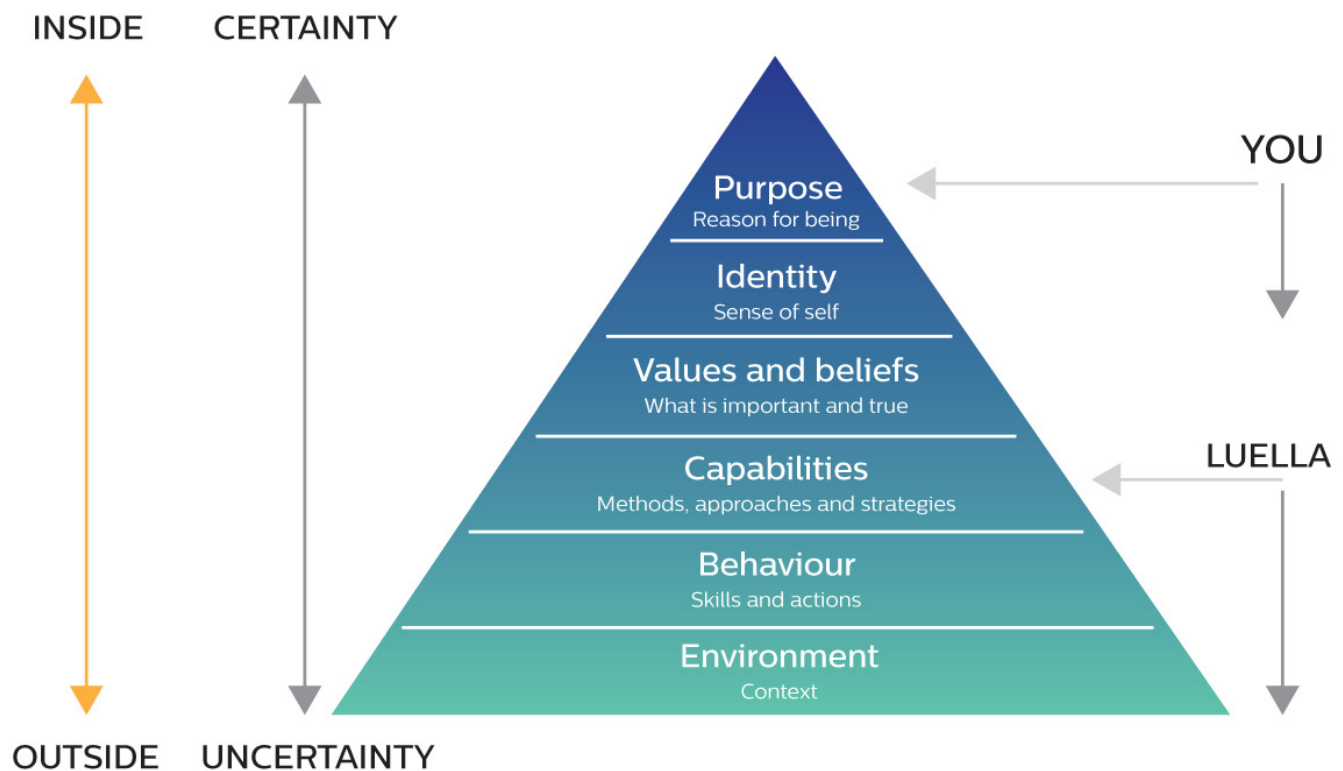 INSIDE
CERTAINTY
YOU
Purpose
Reason for being
Identity
Sense of self
Values and beliefs
What is important and true
LUELLA
Capabilities
Methods, approaches and strategies
Behaviour
Skills and actions
Environment
Context
OUTSIDE
UNCERTAINTY